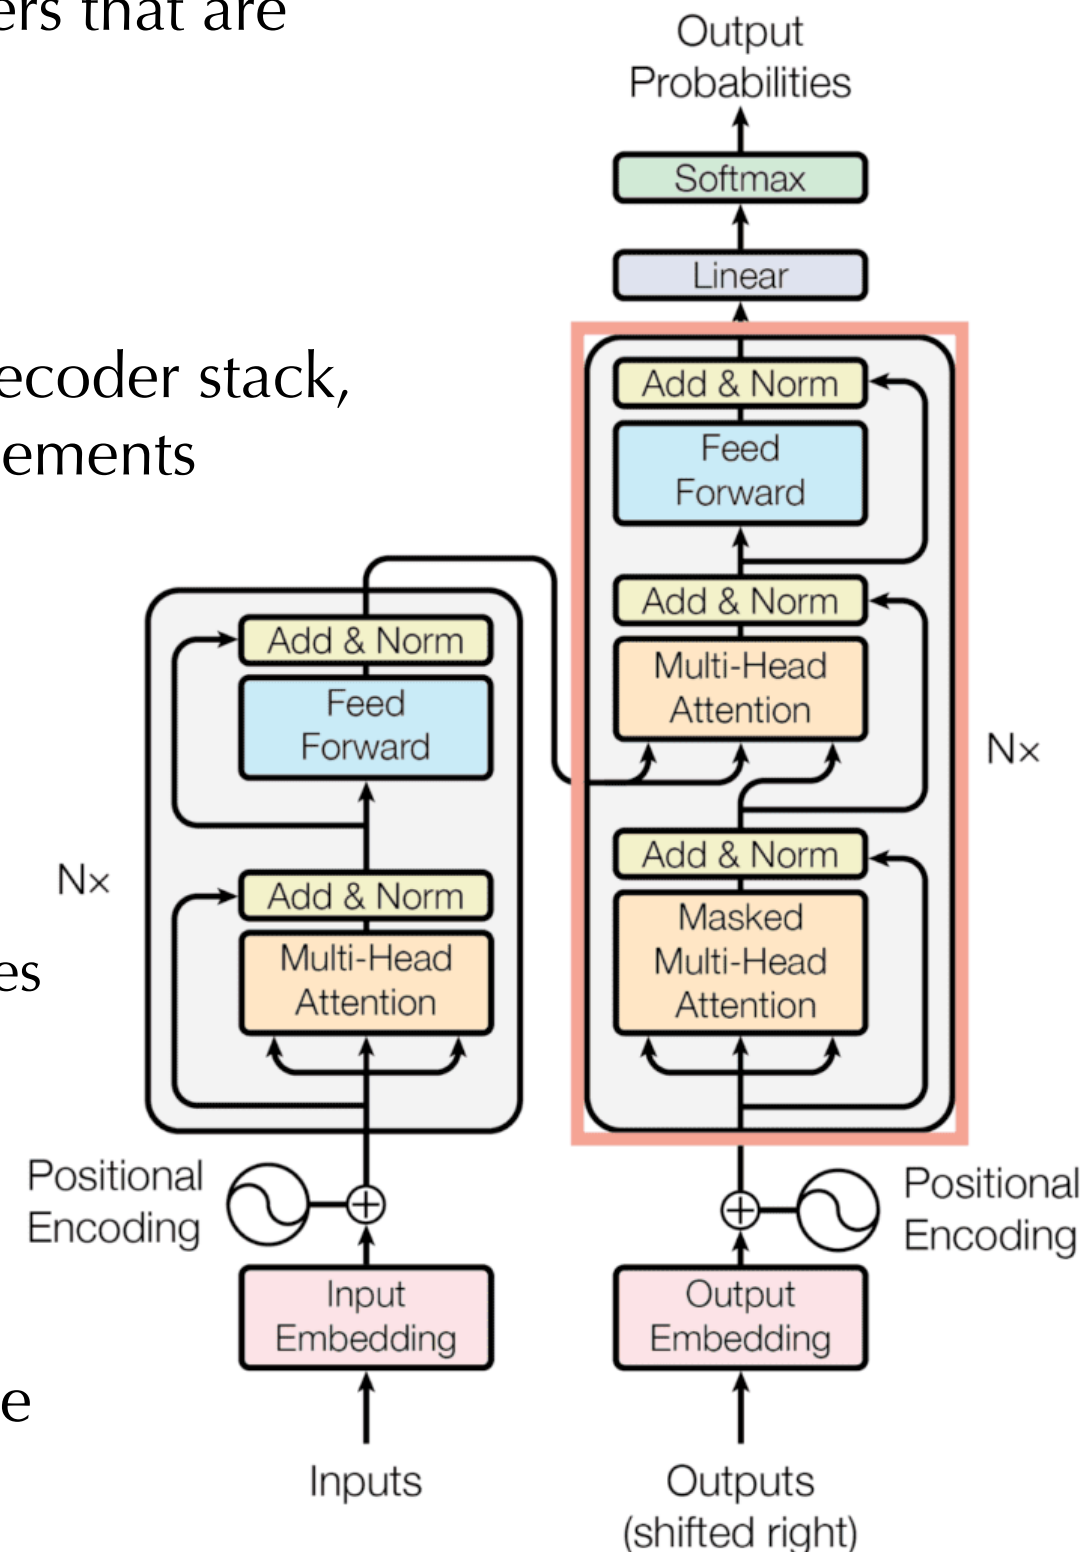 ers that are
ecoder stack,
ements
es
e
Output
Probabilities
Softmax
Linear
Add & Norm
Feed
Forward
Add & Norm
Multi-Head
Attention
Nx
Add & Norm
Masked
Multi-Head
Attention
Add & Norm
Feed
Forward
Nx
Add & Norm
Multi-Head
Attention
Positional
Encoding
Positional
Encoding
Input
Embedding
Output
Embedding
Inputs
Outputs
(shifted right)